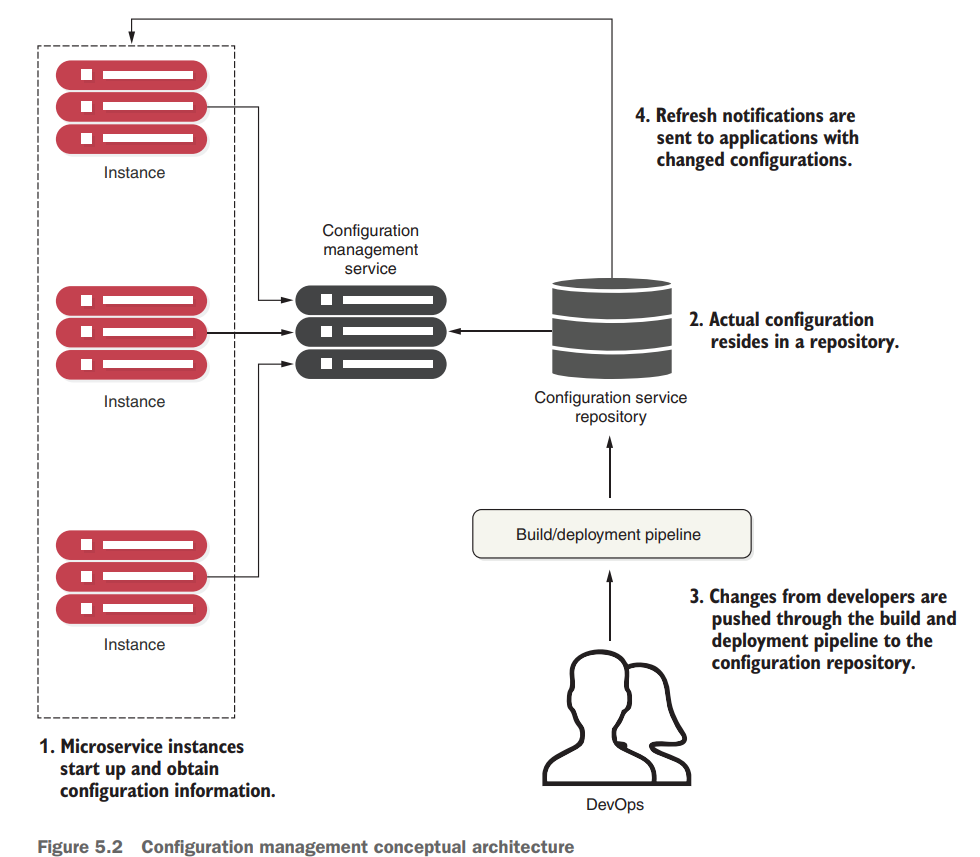 4. Refresh notifications are
sent to applications with
changed configurations.
Instance
Configuration
management
service
2. Actual configuration
resides in a repository.
Instance
Configuration service
repository
Build/deployment pipeline
3. Changes from developers are
pushed through the build and
deployment pipeline to the
configuration repository.
Instance
1. Microservice instances
start up and obtain
configuration information.
DevOps
Figure 5.2 Configuration management conceptual architecture